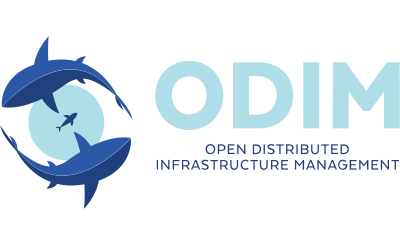 ODIM
OPEN DISTRIBUTED
INFRASTRUCTURE MANAGEMENT